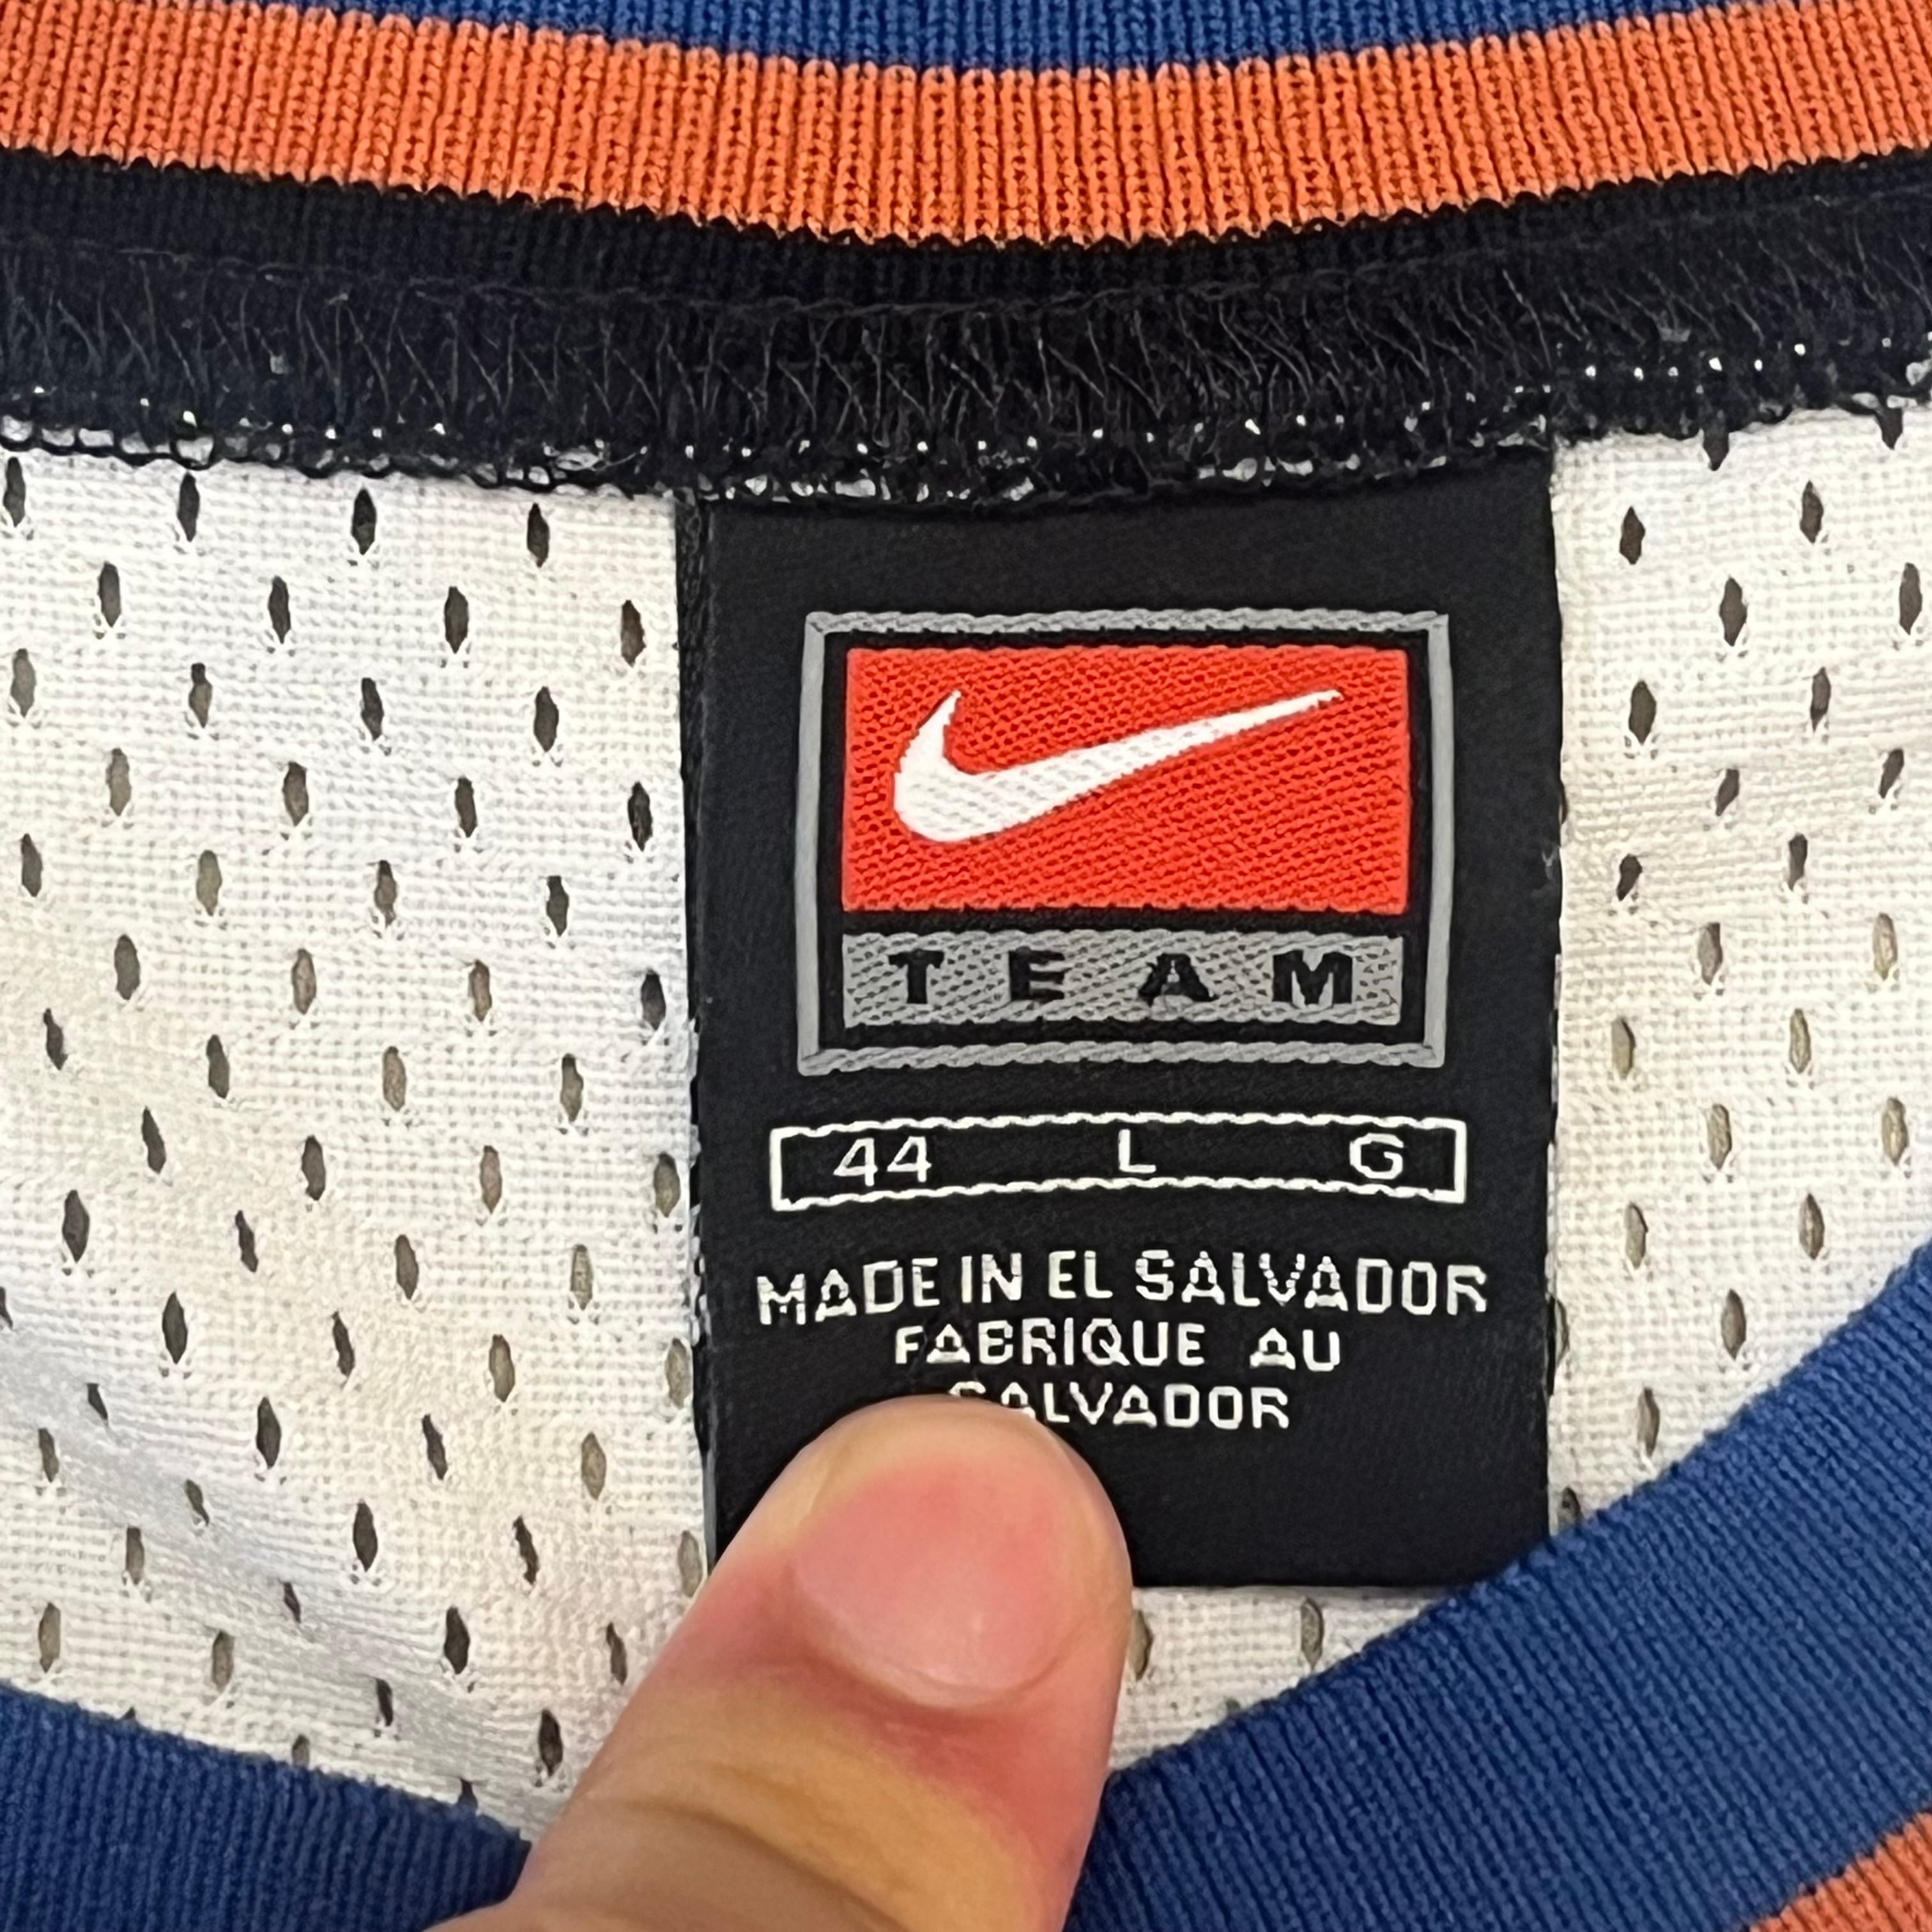 TEAM
44 L G
MADE IN EL SALVADOR
FABRIQUE AU
SALVADOR